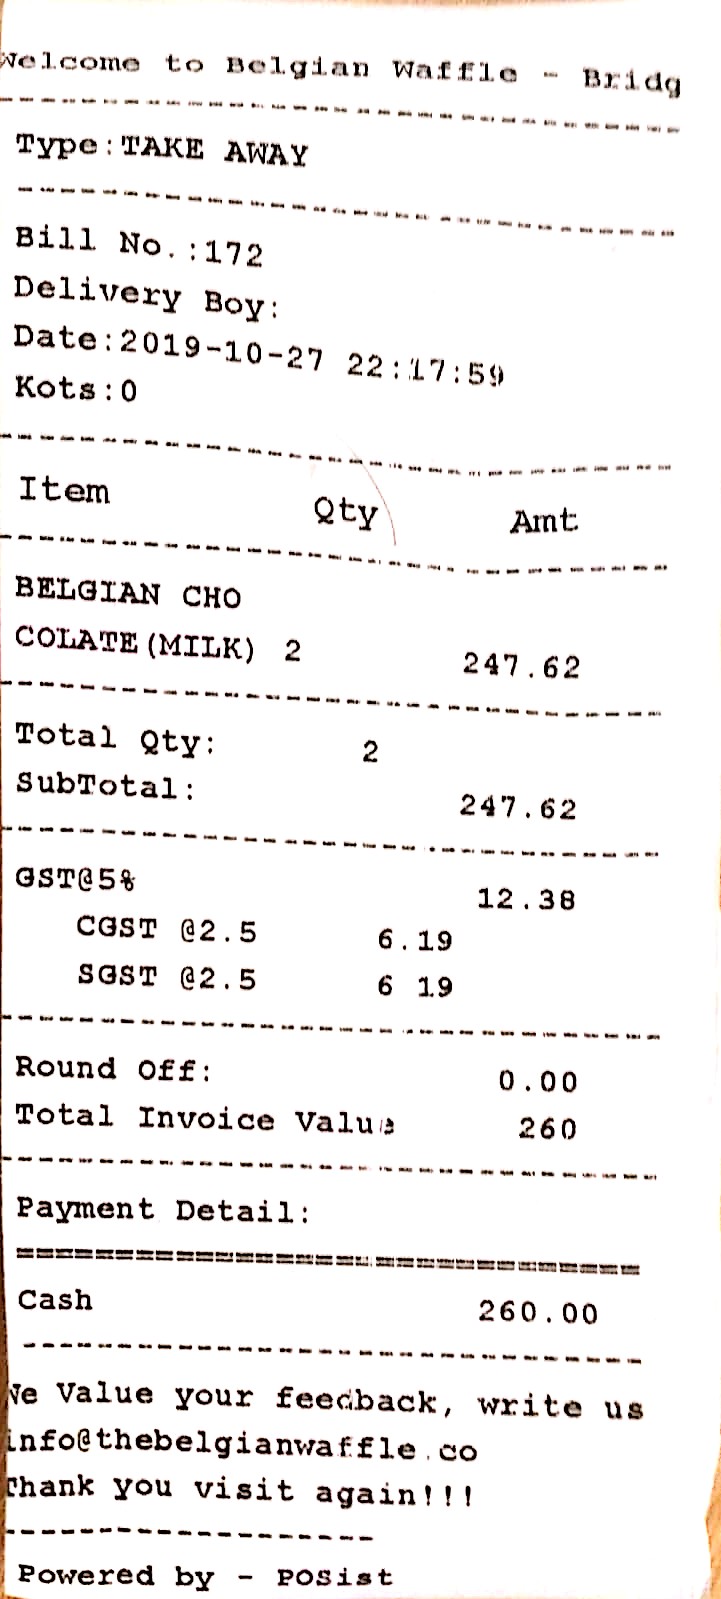 Welcome to Belgian Waffle - Bridg
Type:TAKE AWAY
Bill No.:172
Delivery Boy:
Date:2019-10-27 22:17:59
Kots:0
Item Qty Amt
BELGIAN CHO
COLATE(MILK) 2 247.62
Total Qty: 2
SubTotal: 247.62
GST@5% 12.38
CGST @2.5 6.19
SGST @2.5 6 19
Round Off: 0.00
Total Invoice Value 260
Payment Detail:
Cash 260.00
We Value your feedback, write us
info@thebelgianwaffle.co
Thank you visit again!!!
Powered by - POSist